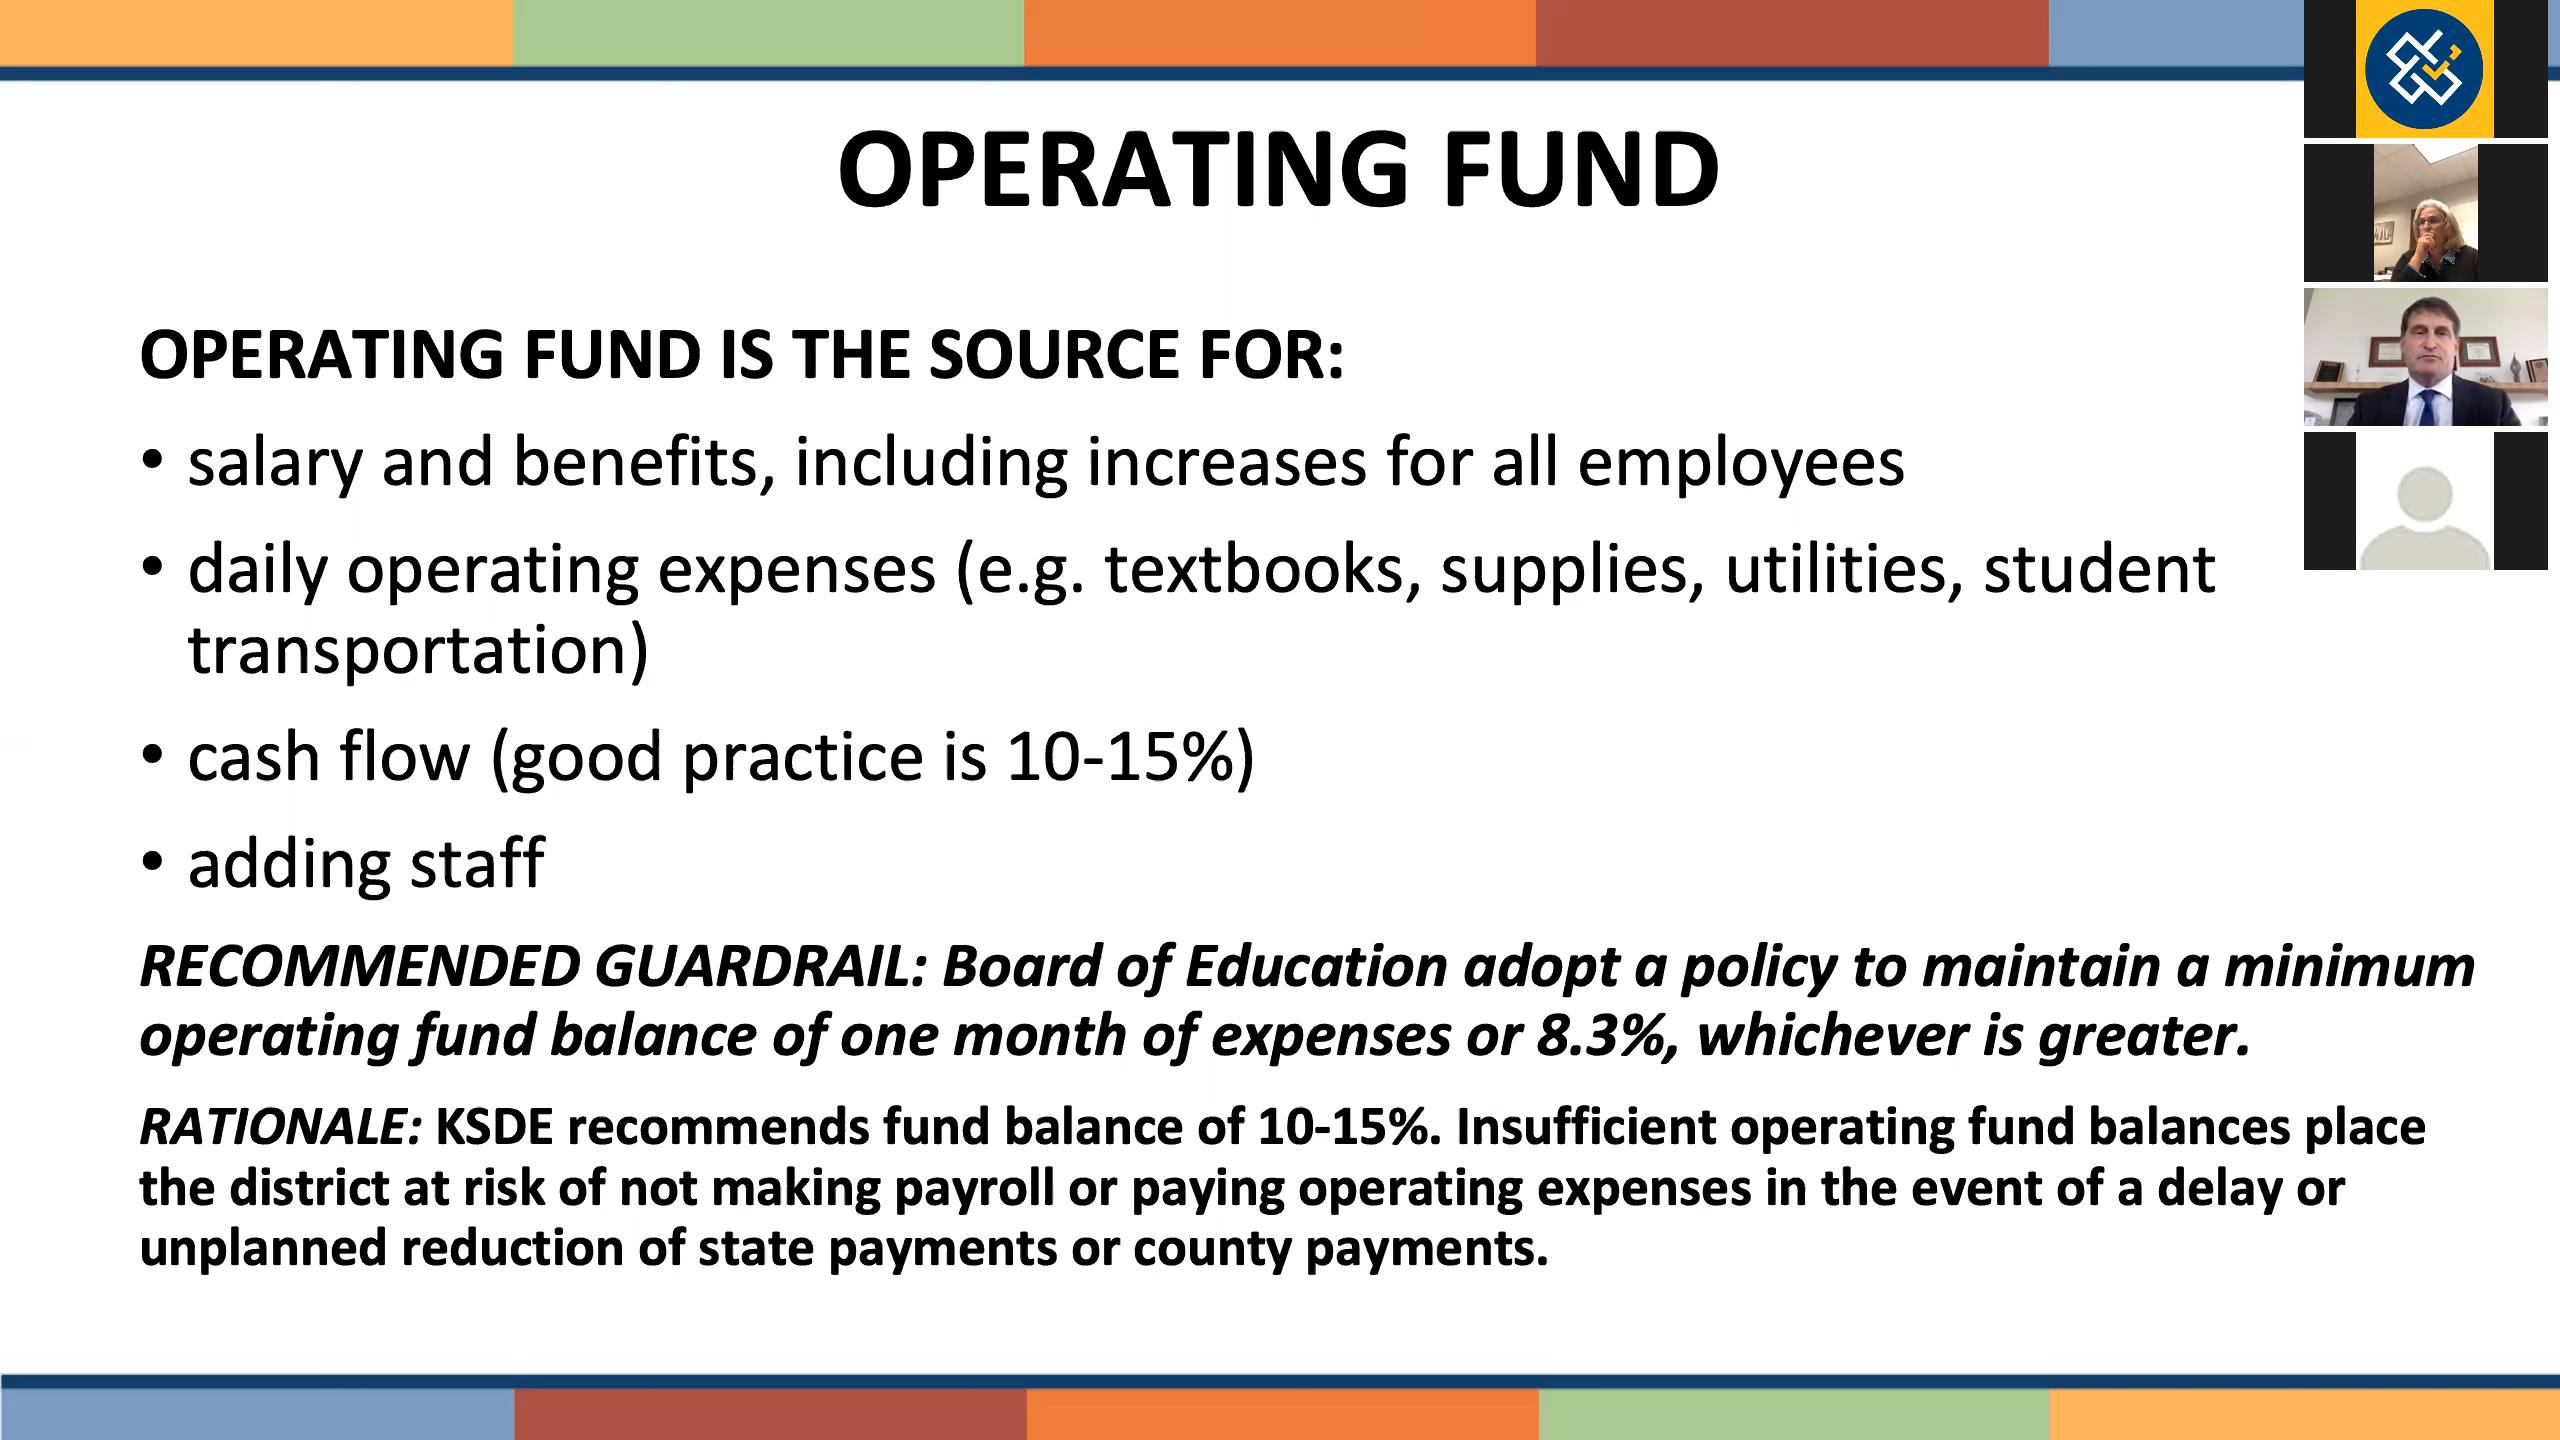 OPERATING FUND
OPERATING FUND IS THE SOURCE FOR:
• salary and benefits, including increases for all employees
• daily operating expenses (e.g. textbooks, supplies, utilities, student
transportation)
• cash flow (good practice is 10-15%)
• adding staff
RECOMMENDED GUARDRAIL: Board of Education adopt a policy to maintain a minimum
operating fund balance of one month of expenses or 8.3%, whichever is greater.
RATIONALE: KSDE recommends fund balance of 10-15%. Insufficient operating fund balances place
the district at risk of not making payroll or paying operating expenses in the event of a delay or
unplanned reduction of state payments or county payments.